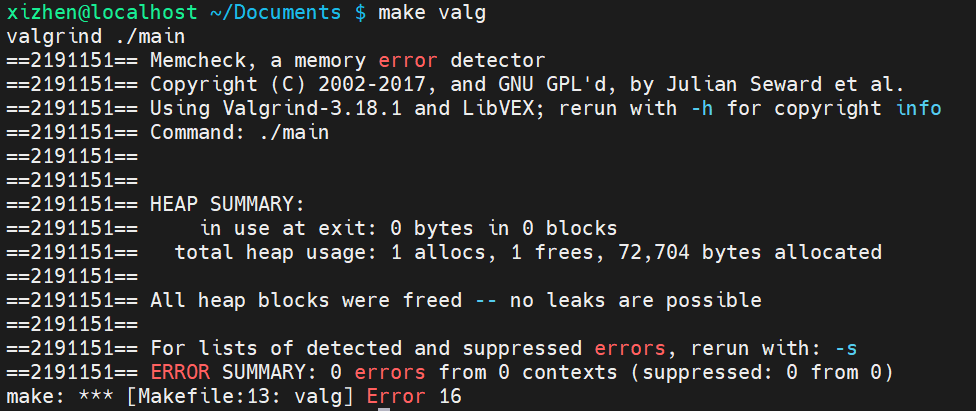 xizhen@localhost ~/Documents $ make valg
valgrind ./main
==2191151== Memcheck, a memory error detector
==2191151== Copyright (C) 2002-2017, and GNU GPL'd, by Julian Seward et al.
==2191151== Using Valgrind-3.18.1 and LibVEX; rerun with -h for copyright info
==2191151== Command: ./main
==2191151==
==2191151==
==2191151== HEAP SUMMARY:
==2191151==     in use at exit: 0 bytes in 0 blocks
==2191151==   total heap usage: 1 allocs, 1 frees, 72,704 bytes allocated
==2191151==
==2191151== All heap blocks were freed -- no leaks are possible
==2191151==
==2191151== For lists of detected and suppressed errors, rerun with: -s
==2191151== ERROR SUMMARY: 0 errors from 0 contexts (suppressed: 0 from 0)
make: *** [Makefile:13: valg] Error 16